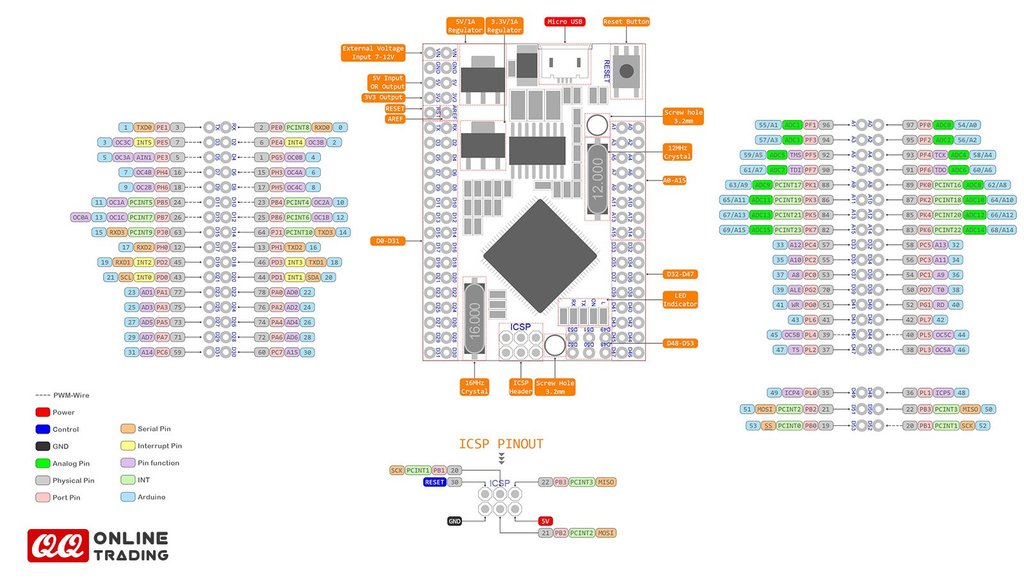 5V/1A
Regulator
3.3V/1A
Regulator
Micro USB
Reset Button
External Voltage
Input 7-12V
5V Input
OR Output
3V3 Output
RESET
AREF
RESET
Screw hole
3.2mm
12MHz
Crystal
12.000
A0-A15
D0-D31
D32-D47
LED
Indicator
D48-D53
16.000
ICSP
16MHz
Crystal
ICSP
Header
Screw Hole
3.2mm
1 TXD0 PE1 3 TX RX 2 PE0 PCINT8 RXD0 0
3 OC3C INT5 PE5 7 6 PE4 INT4 OC3B 2
5 OC3A AIN1 PE3 5 1 PG5 OC0B 4
7 OC4B PH4 16 15 PH3 OC4A 6
9 OC2B PH6 18 17 PH5 OC4C 8
11 OC1A PCINT5 PB5 24 23 PB4 PCINT4 OC2A 10
OC0A 13 OC1C PCINT7 PB7 26 25 PB6 PCINT6 OC1B 12
15 RXD3 PCINT9 PJ0 63 64 PJ1 PCINT10 TXD3 14
17 RXD2 PH0 12 13 PH1 TXD2 16
19 RXD1 INT2 PD2 45 46 PD3 INT3 TXD1 18
21 SCL INT0 PD0 43 44 PD1 INT1 SDA 20
23 AD1 PA1 77 78 PA0 AD0 22
25 AD3 PA3 75 76 PA2 AD2 24
27 AD5 PA5 73 74 PA4 AD4 26
29 AD7 PA7 71 72 PA6 AD6 28
31 A14 PC6 59 60 PC7 A15 30
55/A1 ADC1 PF1 96 97 PF0 ADC0 54/A0
57/A3 ADC3 PF3 94 95 PF2 ADC2 56/A2
59/A5 ADC5 TMS PF5 92 93 PF4 TCK ADC4 58/A4
61/A7 ADC7 TDI PF7 90 91 PF6 TDO ADC6 60/A6
63/A9 ADC9 PCINT17 PK1 88 89 PK0 PCINT16 ADC8 62/A8
65/A11 ADC11 PCINT19 PK3 86 87 PK2 PCINT18 ADC10 64/A10
67/A13 ADC13 PCINT21 PK5 84 85 PK4 PCINT20 ADC12 66/A12
69/A15 ADC15 PCINT23 PK7 82 83 PK6 PCINT22 ADC14 68/A14
33 A12 PC4 57 58 PC5 A13 32
35 A10 PC2 55 56 PC3 A11 34
37 A8 PC0 53 54 PC1 A9 36
39 ALE PG2 70 50 PD7 T0 38
41 WR PG0 51 52 PG1 RD 40
43 PL6 41 42 PL7 42
45 OC5B PL4 39 40 PL5 OC5C 44
47 T5 PL2 37 38 PL3 OC5A 46
49 ICP4 PL0 35 36 PL1 ICP5 48
51 MOSI PCINT2 PB2 21 22 PB3 PCINT3 MISO 50
53 SS PCINT0 PB0 19 20 PB1 PCINT1 SCK 52
PWM-Wire
Power
Control
GND
Analog Pin
Physical Pin
Port Pin
Serial Pin
Interrupt Pin
Pin function
INT
Arduino
ICSP PINOUT
SCK PCINT1 PB1 20
RESET 30
ICSP
22 PB3 PCINT3 MISO
GND
5V
21 PB2 PCINT2 MOSI
QQ ONLINE
TRADING